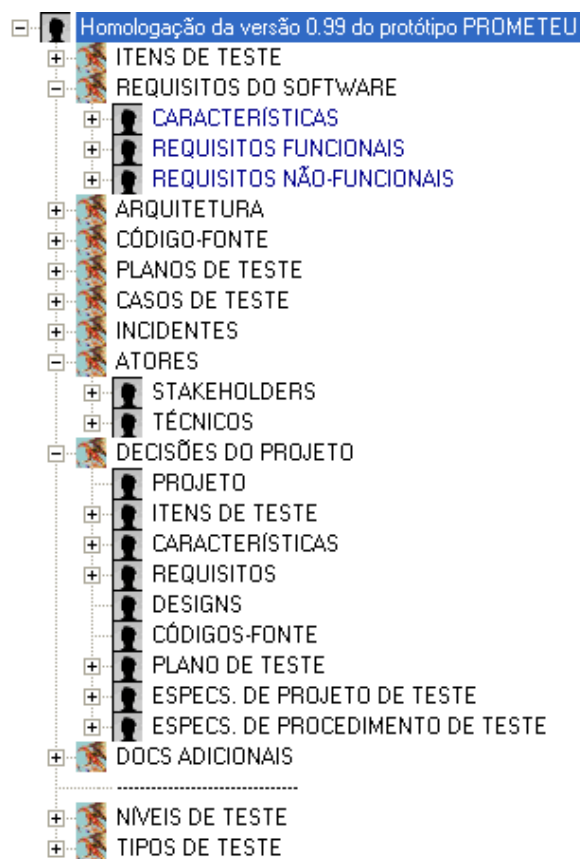 Homologação da versão 0.99 do protótipo PROMETEU
ITENS DE TESTE
REQUISITOS DO SOFTWARE
CARACTERÍSTICAS
REQUISITOS FUNCIONAIS
REQUISITOS NÃO-FUNCIONAIS
ARQUITETURA
CÓDIGO-FONTE
PLANOS DE TESTE
CASOS DE TESTE
INCIDENTES
ATORES
STAKEHOLDERS
TÉCNICOS
DECISÕES DO PROJETO
PROJETO
ITENS DE TESTE
CARACTERÍSTICAS
REQUISITOS
DESIGNS
CÓDIGOS-FONTE
PLANO DE TESTE
ESPECS. DE PROJETO DE TESTE
ESPECS. DE PROCEDIMENTO DE TESTE
DOCS ADICIONAIS
------------------------------
NÍVEIS DE TESTE
TIPOS DE TESTE